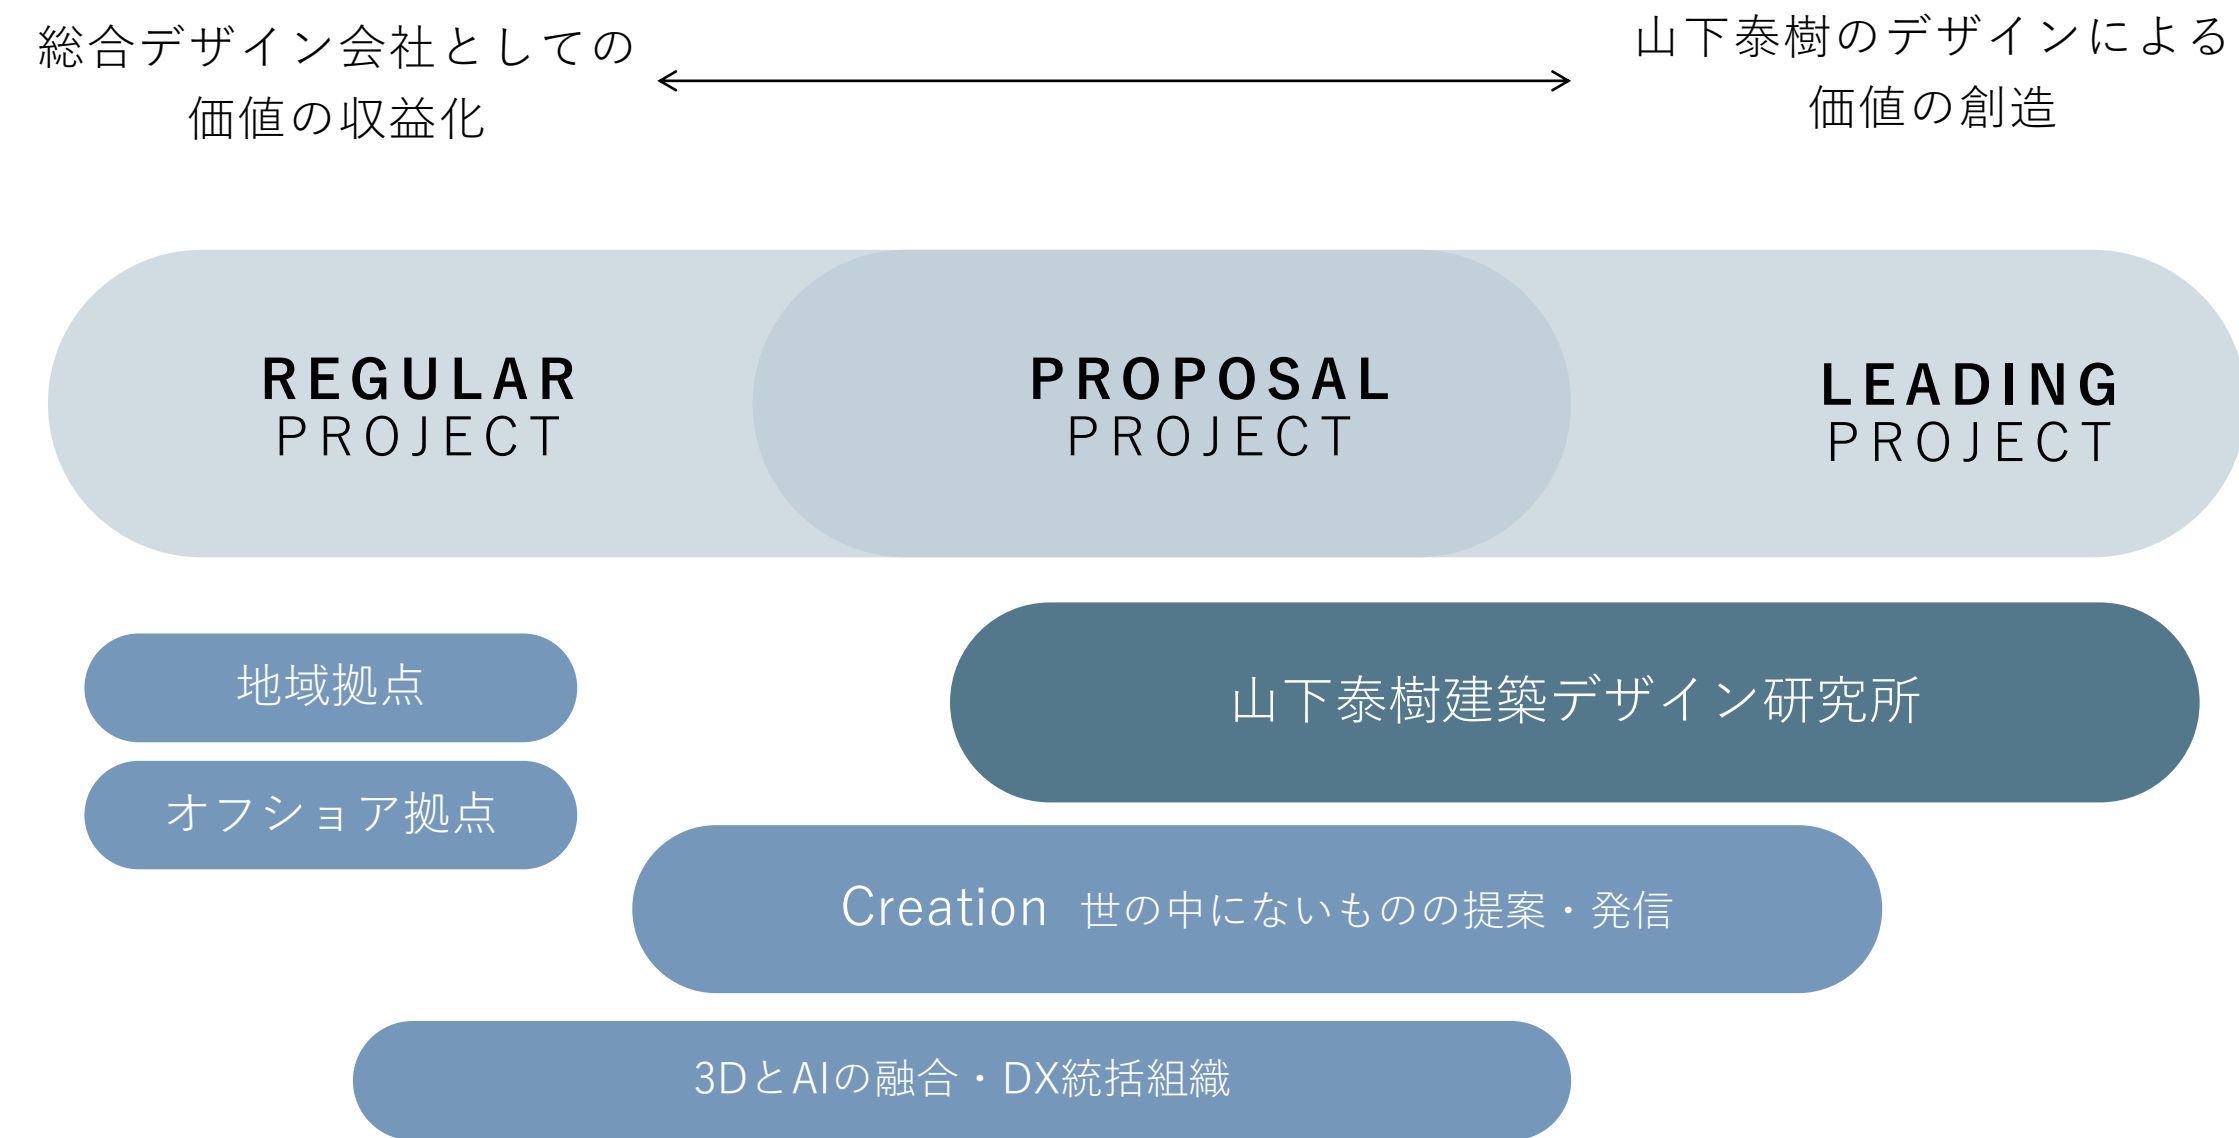 総合デザイン会社としての
価値の収益化
山下泰樹のデザインによる
価値の創造
REGULAR
PROJECT
PROPOSAL
PROJECT
LEADING
PROJECT
地域拠点
オフショア拠点
山下泰樹建築デザイン研究所
Creation 世の中にないものの提案・発信
3DとAIの融合・DX統括組織